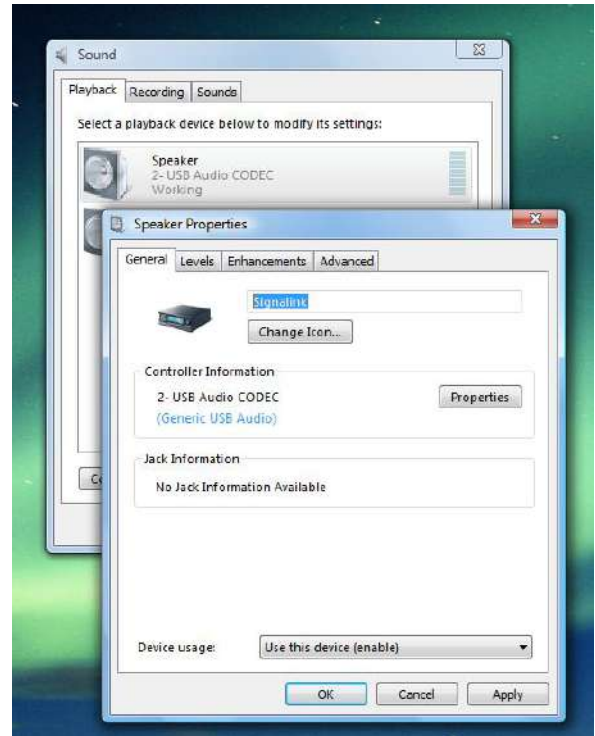 Sound
Playback Recording Sounds
Select a playback device below to modify its settings:
Speaker
2- USB Audio CODEC
Working
Speaker Properties
General Levels Enhancements Advanced
Signalink
Change Icon...
Controller Information
2- USB Audio CODEC
Properties
(Generic USB Audio)
Jack Information
No Jack Information Available
Device usage: Use this device (enable)
OK Cancel Apply